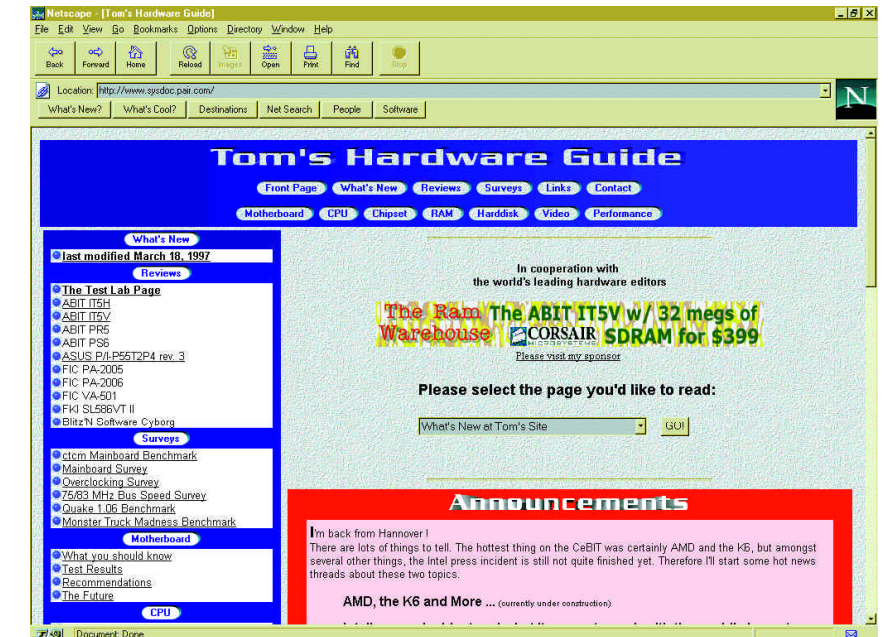 Netscape - [Tom's Hardware Guide]
File Edit View Go Bookmarks Options Directory Window Help
Back Forward Home Reload Images Open Print Find Stop
Location: http://www.sysdoc.pair.com/
What's New? What's Cool? Destinations Net Search People Software
N
Tom's Hardware Guide
Front Page What's New Reviews Surveys Links Contact
Motherboard CPU Chipset RAM Harddisk Video Performance
What's New
last modified March 18, 1997
Reviews
The Test Lab Page
ABIT IT5H
ABIT IT5V
ABIT PR5
ABIT PS6
ASUS P/I-P55T2P4 rev. 3
FIC PA-2005
FIC PA-2006
FIC VA-501
FKI SL586VT II
Blitz'N Software Cyborg
Surveys
ctcm Mainboard Benchmark
Mainboard Survey
Overclocking Survey
75/83 MHz Bus Speed Survey
Quake 1.06 Benchmark
Monster Truck Madness Benchmark
Motherboard
What you should know
Test Results
Recommendations
The Future
CPU
In cooperation with
the world's leading hardware editors
The Ram Warehouse
The ABIT IT5V w/ 32 megs of
CORSAIR MICROSYSTEMS SDRAM for $399
Please visit my sponsor
Please select the page you'd like to read:
What's New at Tom's Site GO!
Announcements
I'm back from Hannover !
There are lots of things to tell. The hottest thing on the CeBIT was certainly AMD and the K6, but amongst
several other things, the Intel press incident is still not quite finished yet. Therefore I'll start some hot news
threads about these two topics.
AMD, the K6 and More ... (currently under construction)
Document: Done